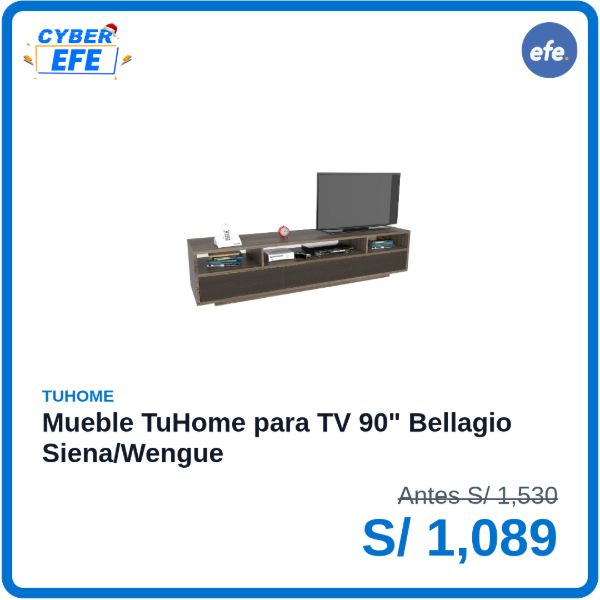 CYBER
EFE
efe.
TUHOME
Mueble TuHome para TV 90" Bellagio
Siena/Wengue
Antes S/ 1,530
S/ 1,089